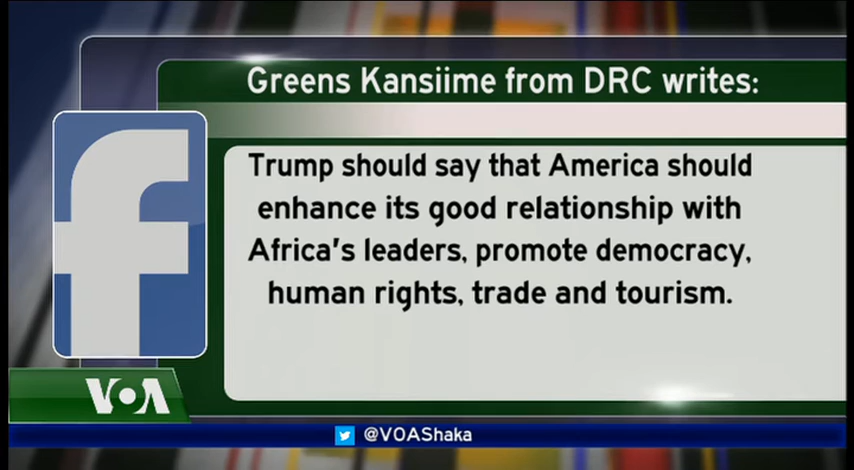 Greens Kansiime from DRC writes:
Trump should say that America should
enhance its good relationship with
Africa's leaders, promote democracy,
human rights, trade and tourism.
VOA
@VOAShaka